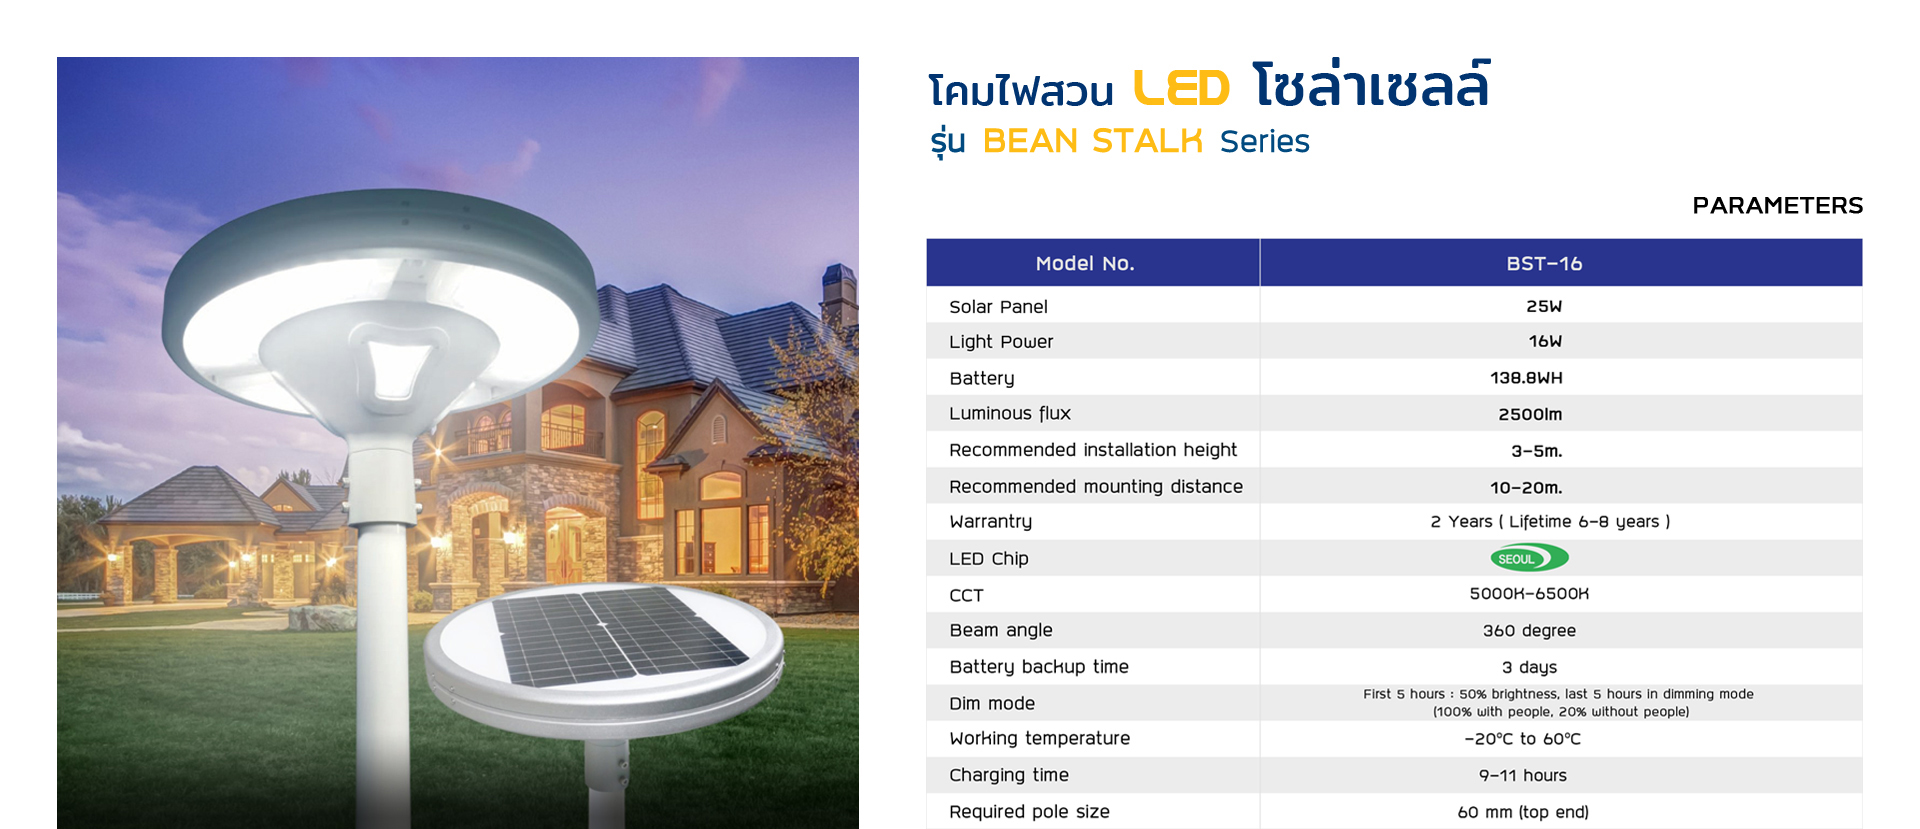 โคมไฟสวน LED โซล่าเซลล์
รุ่น BEAN STALK Series
PARAMETERS
Model No. BST-16
Solar Panel 25W
Light Power 16W
Battery 138.8WH
Luminous flux 2500lm
Recommended installation height 3-5m.
Recommended mounting distance 10-20m.
Warrantry 2 Years ( Lifetime 6-8 years )
LED Chip SEOUL
CCT 5000K-6500K
Beam angle 360 degree
Battery backup time 3 days
Dim mode First 5 hours : 50% brightness, last 5 hours in dimming mode
(100% with people, 20% without people)
Working temperature -20°C to 60°C
Charging time 9-11 hours
Required pole size 60 mm (top end)